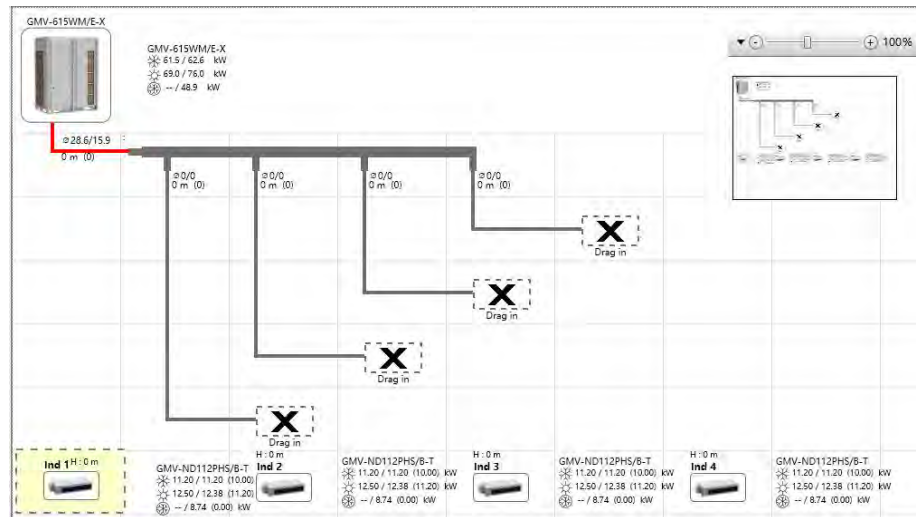 GMV-615WM/E-X
GMV-615WM/E-X
61.5 / 62.6 kW
69.0 / 76.0 kW
-- / 48.9 kW
100%
⌀28.6/15.9 :
0 m (0)
⌀0/0
0 m (0)
⌀0/0
0 m (0)
⌀0/0
0 m (0)
⌀0/0
0 m (0)
Drag in
Drag in
Drag in
Drag in
Ind 1 H : 0 m
GMV-ND112PHS/B-T
11.20 / 11.20 (10.00) kW
12.50 / 12.38 (11.20) kW
-- / 8.74 (0.00) kW
H : 0 m
Ind 2
GMV-ND112PHS/B-T
11.20 / 11.20 (10.00) kW
12.50 / 12.38 (11.20) kW
-- / 8.74 (0.00) kW
H : 0 m
Ind 3
GMV-ND112PHS/B-T
11.20 / 11.20 (10.00) kW
12.50 / 12.38 (11.20) kW
-- / 8.74 (0.00) kW
H : 0 m
Ind 4
GMV-ND112PHS/B-T
11.20 / 11.20 (10.00) kW
12.50 / 12.38 (11.20) kW
-- / 8.74 (0.00) kW